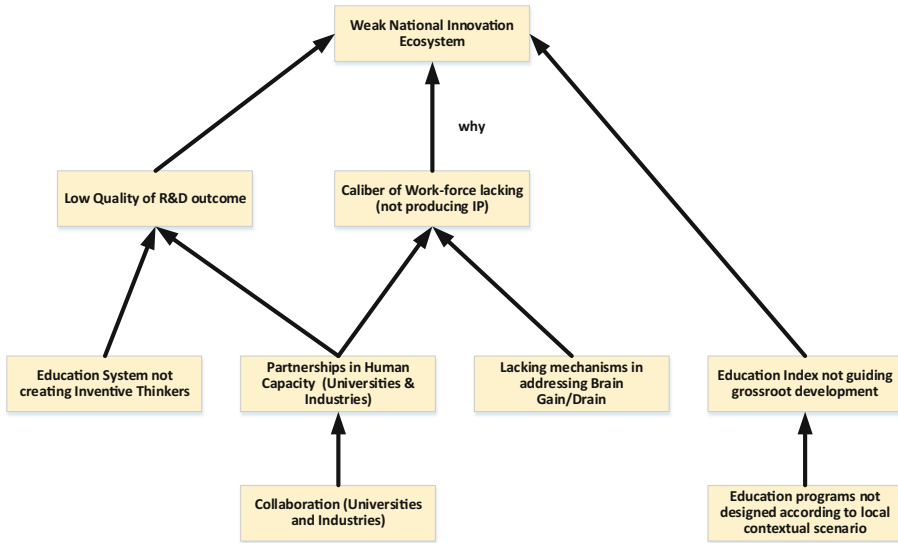 Weak National Innovation
Ecosystem
why
Low Quality of R&D outcome
Caliber of Work-force lacking
(not producing IP)
Education System not
creating Inventive Thinkers
Partnerships in Human
Capacity (Universities &
Industries)
Lacking mechanisms in
addressing Brain
Gain/Drain
Education Index not guiding
grossroot development
Collaboration (Universities
and Industries)
Education programs not
designed according to local
contextual scenario